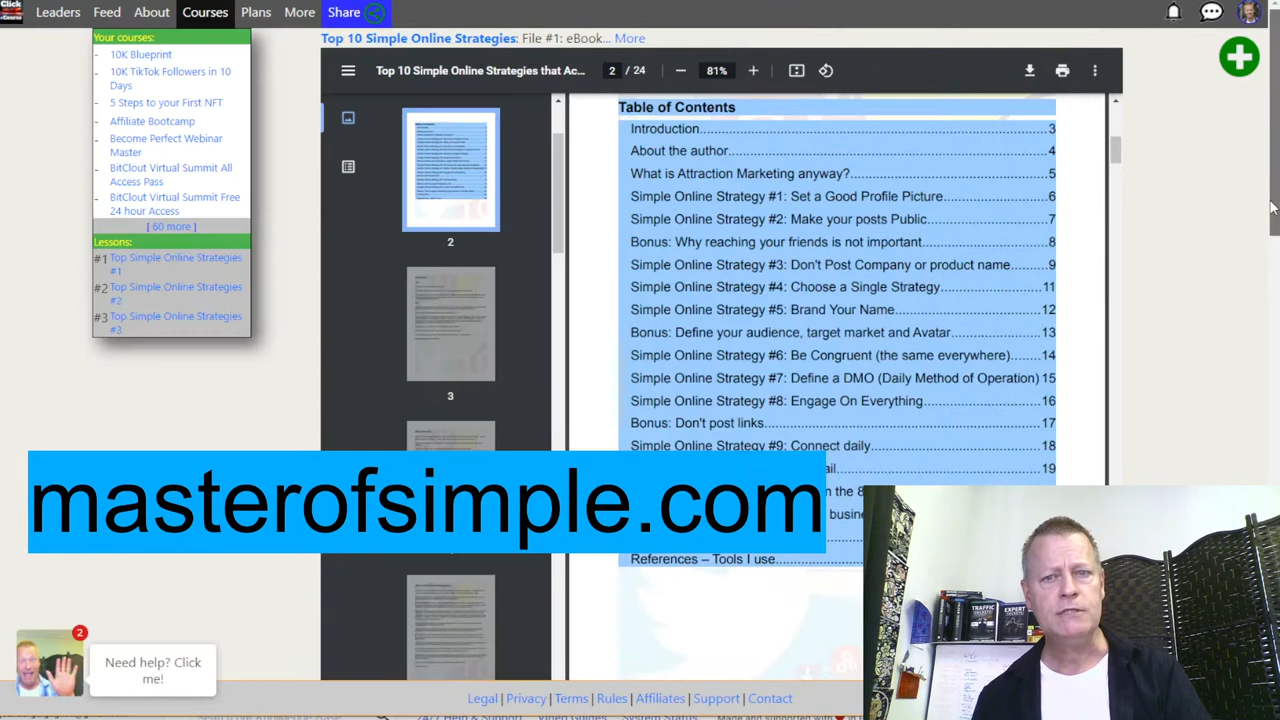 Click
Leaders Feed About Courses Plans More Share
Your courses:
- 10K Blueprint
- 10K TikTok Followers in 10
Days
- 5 Steps to your First NFT
- Affiliate Bootcamp
- Become Perfect Webinar
Master
- BitClout Virtual Summit All
Access Pass
- BitClout Virtual Summit Free
24 hour Access
[ 60 more ]
Lessons:
#1 Top Simple Online Strategies
#1
#2 Top Simple Online Strategies
#2
#3 Top Simple Online Strategies
#3
Top 10 Simple Online Strategies: File #1: eBook... More
Top 10 Simple Online Strategies that Ac... 2 / 24 81%
2
3
Table of Contents
Introduction....3
About the author....4
What is Attraction Marketing anyway?....5
Simple Online Strategy #1: Set a Good Profile Picture....6
Simple Online Strategy #2: Make your posts Public....7
Bonus: Why reaching your friends is not important....8
Simple Online Strategy #3: Don't Post Company or product name....9
Simple Online Strategy #4: Choose a Single Strategy....11
Simple Online Strategy #5: Brand Your Name....12
Bonus: Define your audience, target market and Avatar....13
Simple Online Strategy #6: Be Congruent (the same everywhere)....14
Simple Online Strategy #7: Define a DMO (Daily Method of Operation) 15
Simple Online Strategy #8: Engage On Everything....16
Bonus: Don't post links....17
Simple Online Strategy #9: Connect daily....18
ail....19
n the 8
busine
References – Tools I use....
masterofsimple.com
TRAFFIC
SECRETS
EXPERT
SECRETS
2
Need help? Click
me!
Legal | Privacy | Terms | Rules | Affiliates | Support | Contact